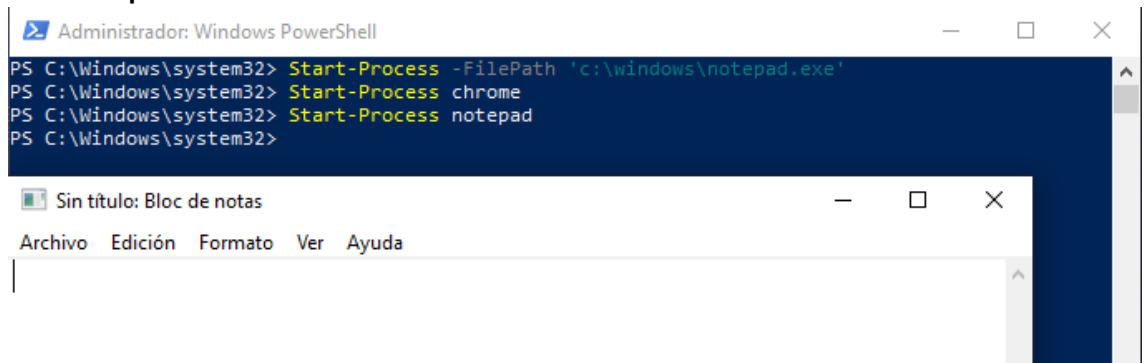 Administrador: Windows PowerShell
PS C:\Windows\system32> Start-Process -FilePath 'c:\windows\notepad.exe'
PS C:\Windows\system32> Start-Process chrome
PS C:\Windows\system32> Start-Process notepad
PS C:\Windows\system32>
Sin título: Bloc de notas
Archivo Edición Formato Ver Ayuda